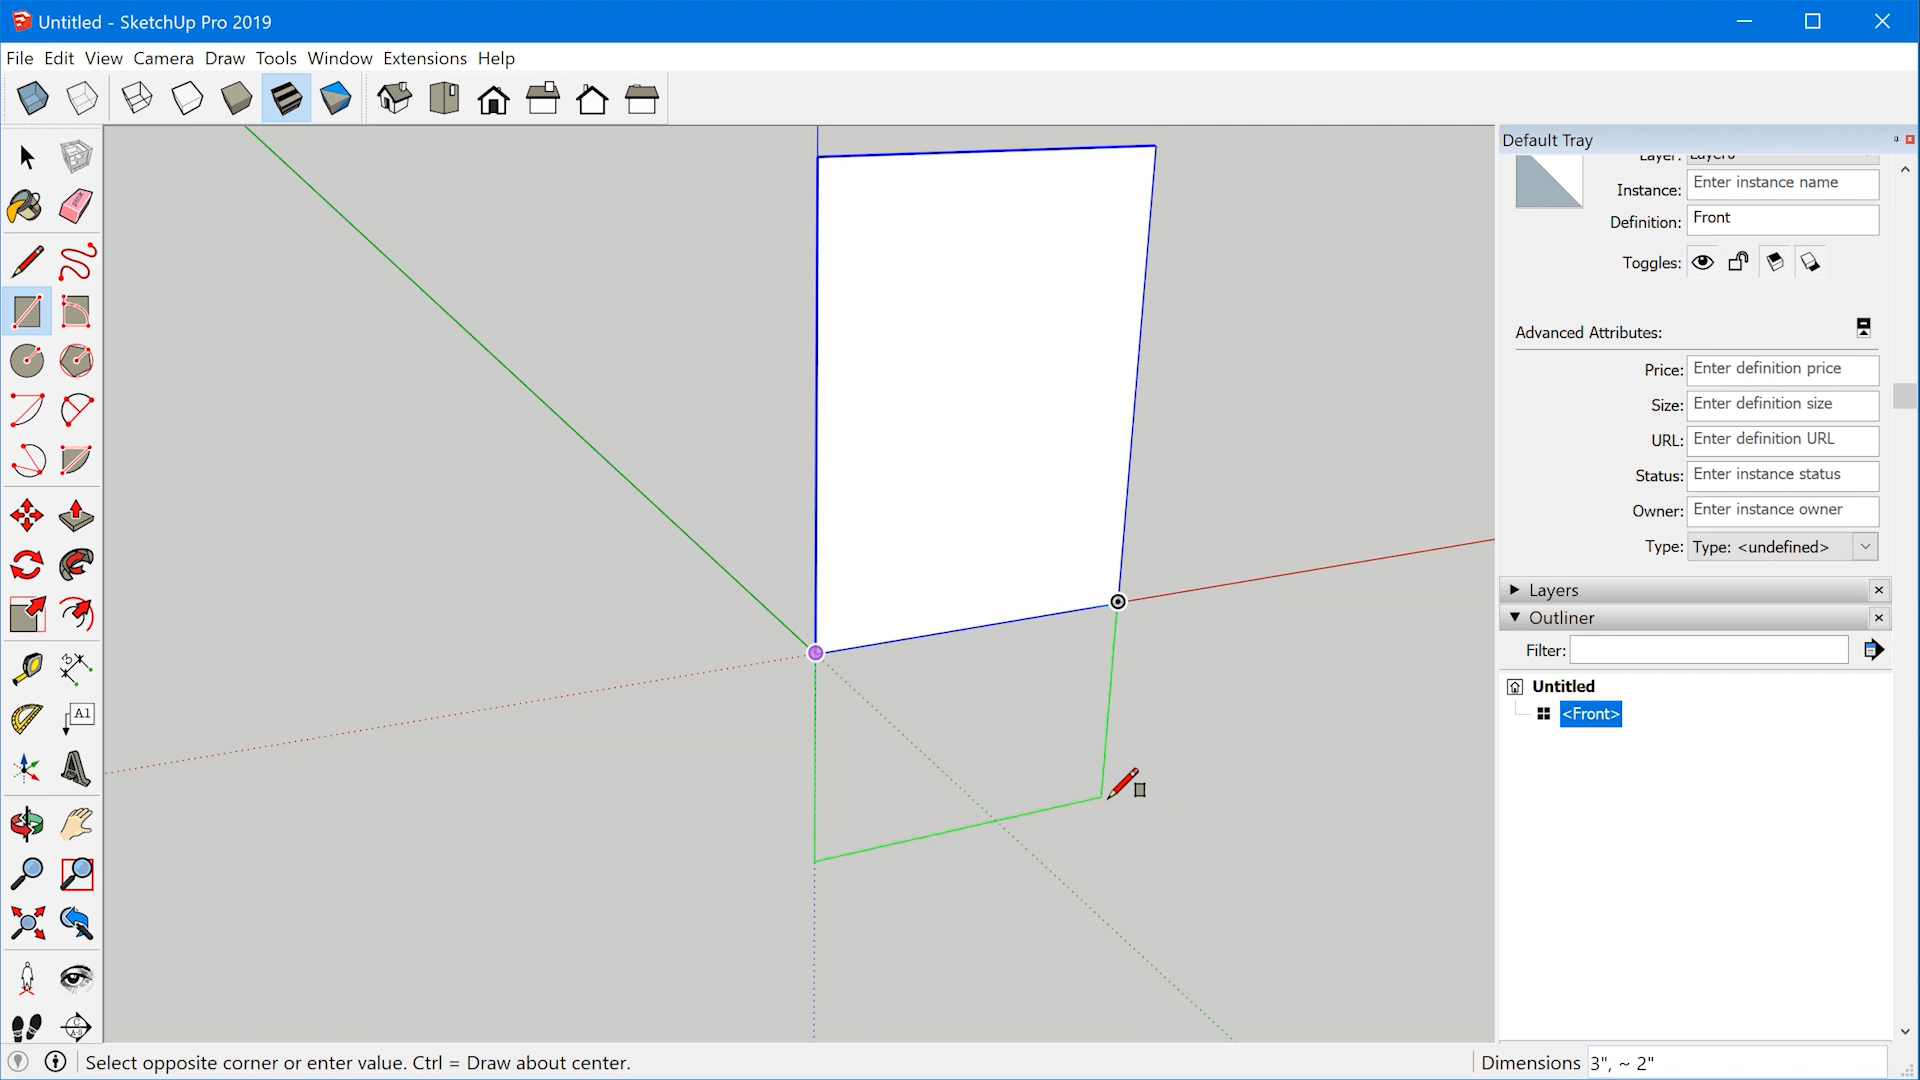 Untitled - SketchUp Pro 2019
File Edit View Camera Draw Tools Window Extensions Help
Default Tray
Layer: Layer0
Instance: Enter instance name
Definition: Front
Toggles:
Advanced Attributes:
Price: Enter definition price
Size: Enter definition size
URL: Enter definition URL
Status: Enter instance status
Owner: Enter instance owner
Type: Type: <undefined>
Layers
Outliner
Filter:
Untitled
<Front>
A1
Select opposite corner or enter value. Ctrl = Draw about center.
Dimensions 3", ~ 2"